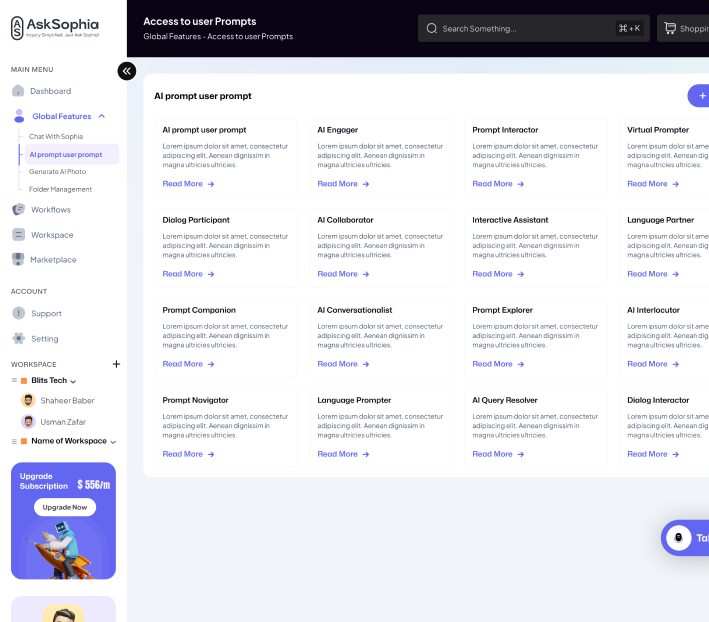 AS
AskSophia
Inquiry Simplified: Just Ask Sophia!
MAIN MENU
Dashboard
Global Features
Chat With Sophia
AI prompt user prompt
Generate AI Photo
Folder Management
Workflows
Workspace
Marketplace
ACCOUNT
Support
Setting
WORKSPACE
Blits Tech
Shaheer Baber
Usman Zafar
Name of Workspace
Upgrade
Subscription
$ 556/m
Upgrade Now
Access to user Prompts
Global Features - Access to user Prompts
Search Something...
⌘ + K
Shoppin
AI prompt user prompt
+
AI prompt user prompt
Lorem ipsum dolor sit amet, consectetur
adipiscing elit. Aenean dignissim in
magna ultricies ultricies.
Read More →
AI Engager
Lorem ipsum dolor sit amet, consectetur
adipiscing elit. Aenean dignissim in
magna ultricies ultricies.
Read More →
Prompt Interactor
Lorem ipsum dolor sit amet, consectetur
adipiscing elit. Aenean dignissim in
magna ultricies ultricies.
Read More →
Virtual Prompter
Lorem ipsum dolor sit am
adipiscing elit. Aenean dig
magna ultricies ultricies.
Read More →
Dialog Participant
Lorem ipsum dolor sit amet, consectetur
adipiscing elit. Aenean dignissim in
magna ultricies ultricies.
Read More →
AI Collaborator
Lorem ipsum dolor sit amet, consectetur
adipiscing elit. Aenean dignissim in
magna ultricies ultricies.
Read More →
Interactive Assistant
Lorem ipsum dolor sit amet, consectetur
adipiscing elit. Aenean dignissim in
magna ultricies ultricies.
Read More →
Language Partner
Lorem ipsum dolor sit am
adipiscing elit. Aenean dig
magna ultricies ultricies.
Read More →
Prompt Companion
Lorem ipsum dolor sit amet, consectetur
adipiscing elit. Aenean dignissim in
magna ultricies ultricies.
Read More →
AI Conversationalist
Lorem ipsum dolor sit amet, consectetur
adipiscing elit. Aenean dignissim in
magna ultricies ultricies.
Read More →
Prompt Explorer
Lorem ipsum dolor sit amet, consectetur
adipiscing elit. Aenean dignissim in
magna ultricies ultricies.
Read More →
AI Interlocutor
Lorem ipsum dolor sit am
adipiscing elit. Aenean dig
magna ultricies ultricies.
Read More →
Prompt Navigator
Lorem ipsum dolor sit amet, consectetur
adipiscing elit. Aenean dignissim in
magna ultricies ultricies.
Read More →
Language Prompter
Lorem ipsum dolor sit amet, consectetur
adipiscing elit. Aenean dignissim in
magna ultricies ultricies.
Read More →
AI Query Resolver
Lorem ipsum dolor sit amet, consectetur
adipiscing elit. Aenean dignissim in
magna ultricies ultricies.
Read More →
Dialog Interactor
Lorem ipsum dolor sit am
adipiscing elit. Aenean dig
magna ultricies ultricies.
Read More →
Tal